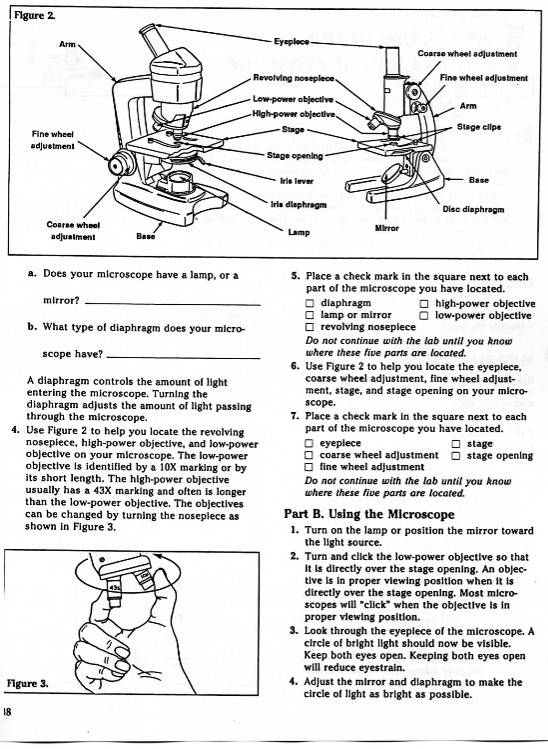 Figure 2.
Arm
Eyepiece
Coarse wheel adjustment
Revolving nosepiece
Fine wheel adjustment
Low-power objective
Arm
High-power objective
Stage
Stage clips
Fine wheel
adjustment
Stage opening
Iris lever
Base
Iris diaphragm
Disc diaphragm
Coarse wheel
adjustment
Base
Lamp
Mirror
a. Does your microscope have a lamp, or a
mirror?
b. What type of diaphragm does your micro-
scope have?
A diaphragm controls the amount of light
entering the microscope. Turning the
diaphragm adjusts the amount of light passing
through the microscope.
4. Use Figure 2 to help you locate the revolving
nosepiece, high-power objective, and low-power
objective on your microscope. The low-power
objective is identified by a 10X marking or by
its short length. The high-power objective
usually has a 43X marking and often is longer
than the low-power objective. The objectives
can be changed by turning the nosepiece as
shown in Figure 3.
43x
10x
Figure 3.
18
5. Place a check mark in the square next to each
part of the microscope you have located.
□ diaphragm □ high-power objective
□ lamp or mirror □ low-power objective
□ revolving nosepiece
Do not continue with the lab until you know
where these five parts are located.
6. Use Figure 2 to help you locate the eyepiece,
coarse wheel adjustment, fine wheel adjust-
ment, stage, and stage opening on your micro-
scope.
7. Place a check mark in the square next to each
part of the microscope you have located.
□ eyepiece □ stage
□ coarse wheel adjustment □ stage opening
□ fine wheel adjustment
Do not continue with the lab until you know
where these five parts are located.
Part B. Using the Microscope
1. Turn on the lamp or position the mirror toward
the light source.
2. Turn and click the low-power objective so that
it is directly over the stage opening. An objec-
tive is in proper viewing position when it is
directly over the stage opening. Most micro-
scopes will "click" when the objective is in
proper viewing position.
3. Look through the eyepiece of the microscope. A
circle of bright light should now be visible.
Keep both eyes open. Keeping both eyes open
will reduce eyestrain.
4. Adjust the mirror and diaphragm to make the
circle of light as bright as possible.